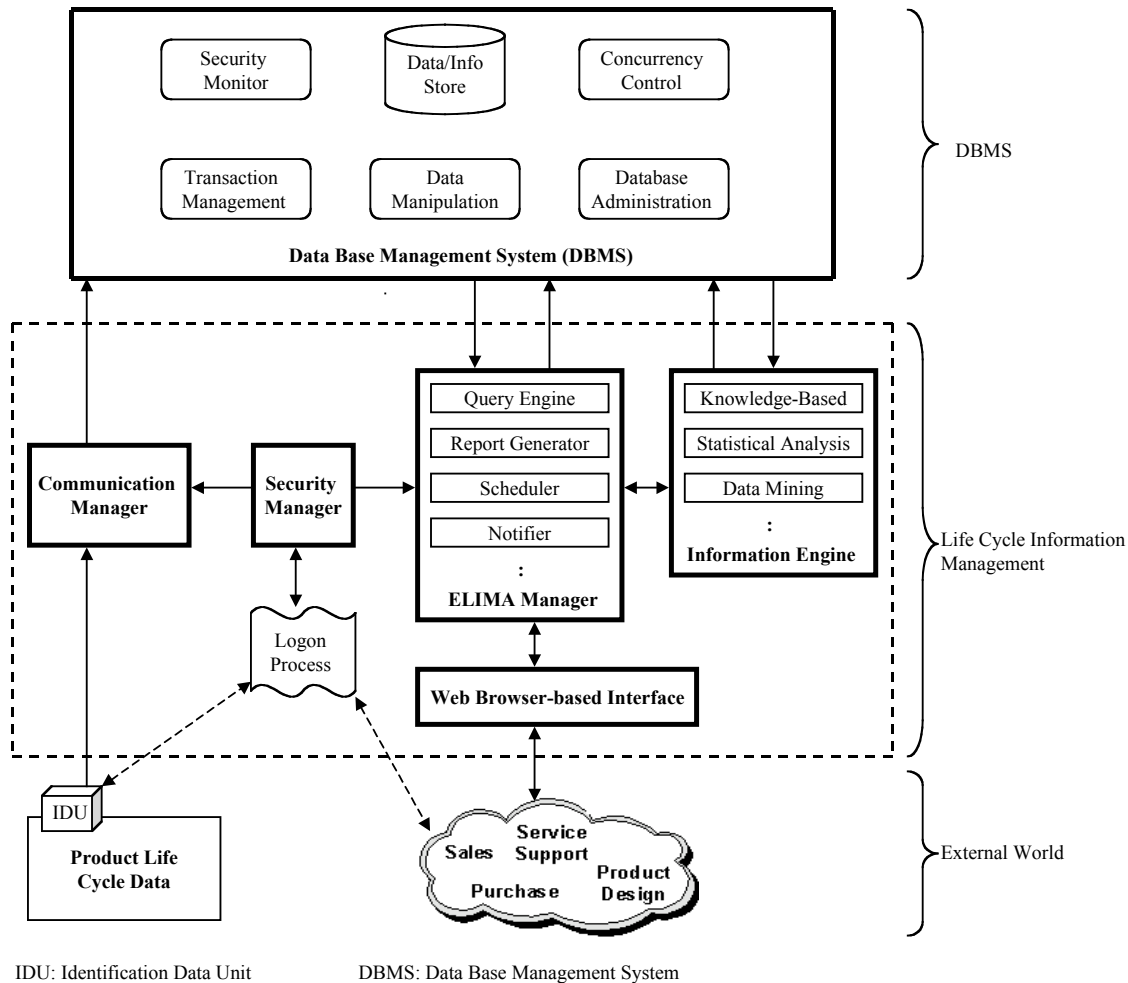 Security
Monitor
Data/Info
Store
Concurrency
Control
DBMS
Transaction
Management
Data
Manipulation
Database
Administration
Data Base Management System (DBMS)
Query Engine
Report Generator
Scheduler
Notifier
:
ELIMA Manager
Knowledge-Based
Statistical Analysis
Data Mining
:
Information Engine
Communication
Manager
Security
Manager
Life Cycle Information
Management
Logon
Process
Web Browser-based Interface
IDU
Product Life
Cycle Data
Sales
Service
Support
Purchase
Product
Design
External World
IDU: Identification Data Unit
DBMS: Data Base Management System